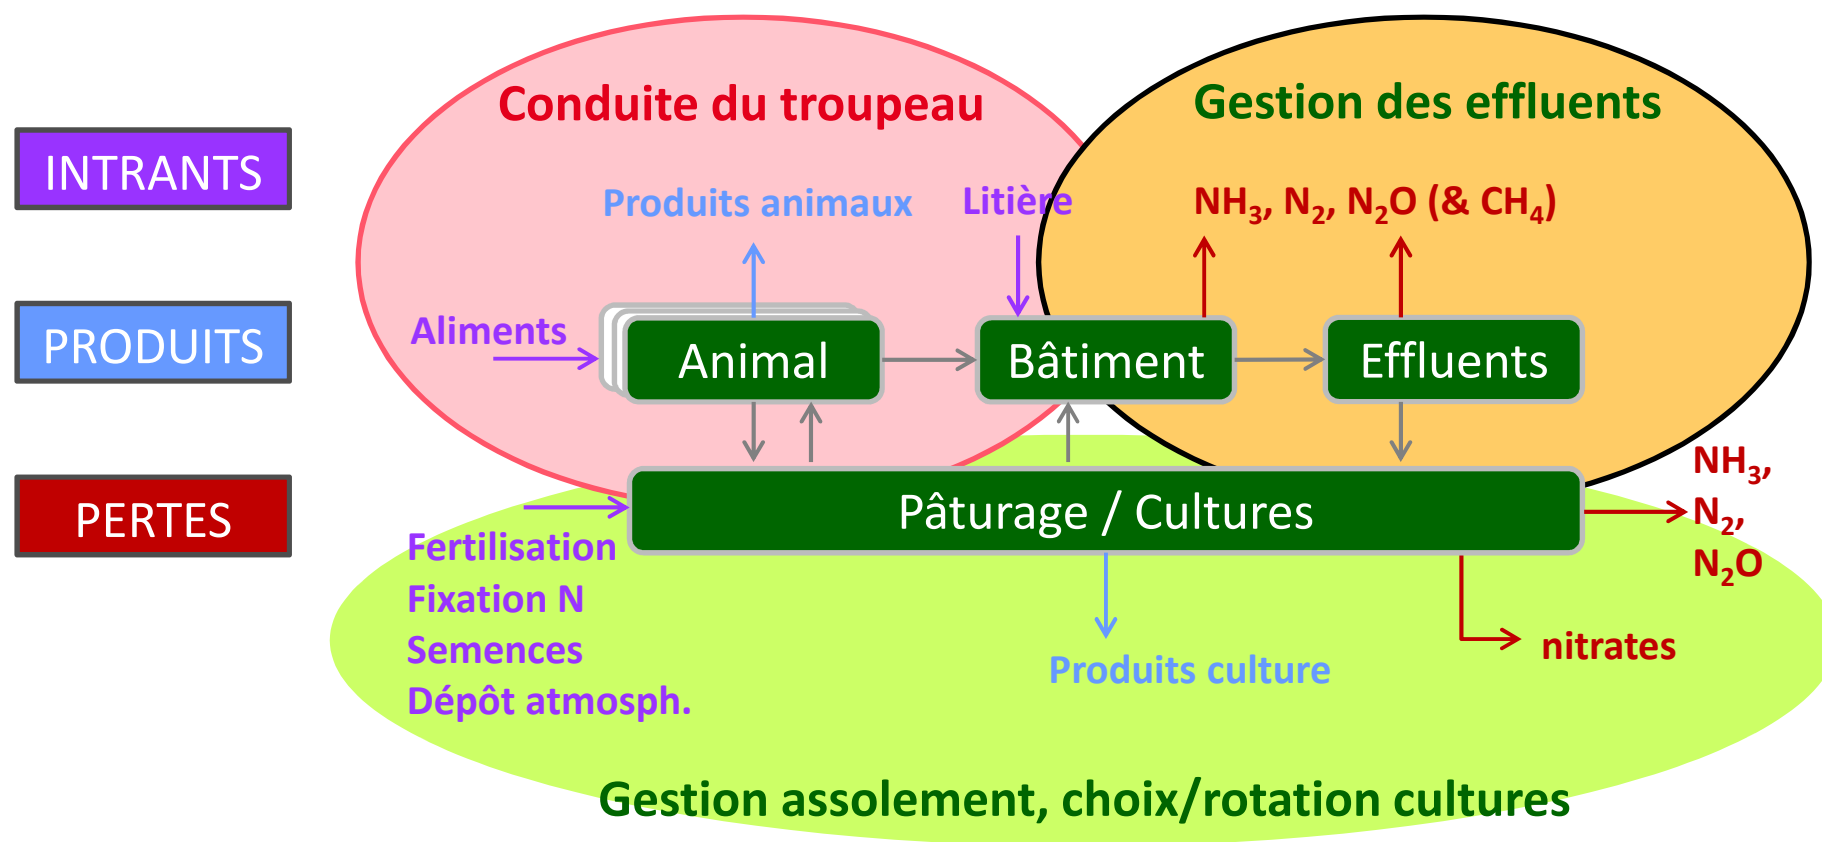 Conduite du troupeau
Gestion des effluents
INTRANTS
Produits animaux
Litière
NH₃, N₂, N₂O (& CH₄)
PRODUITS
Aliments
Animal
Bâtiment
Effluents
PERTES
Pâturage / Cultures
NH₃,
N₂,
N₂O
Fertilisation
Fixation N
Semences
Dépôt atmosph.
Produits culture
nitrates
Gestion assolement, choix/rotation cultures